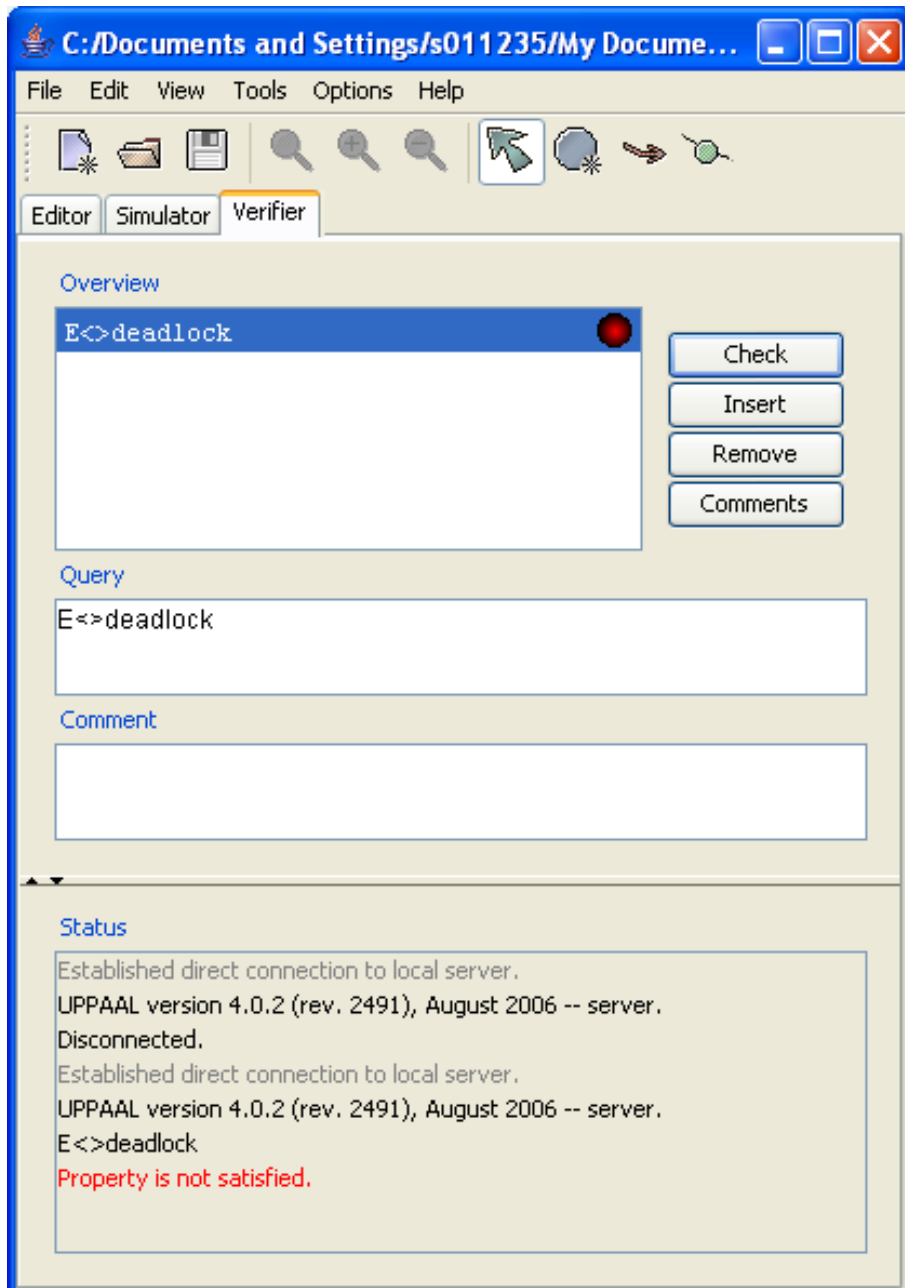 C:/Documents and Settings/s011235/My Docume...
File Edit View Tools Options Help
Editor Simulator Verifier
Overview
E<>deadlock
Check
Insert
Remove
Comments
Query
E<>deadlock
Comment
Status
Established direct connection to local server.
UPPAAL version 4.0.2 (rev. 2491), August 2006 -- server.
Disconnected.
Established direct connection to local server.
UPPAAL version 4.0.2 (rev. 2491), August 2006 -- server.
E<>deadlock
Property is not satisfied.